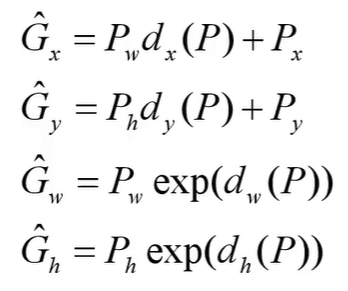 Ĝ_x = P_w d_x(P) + P_x
Ĝ_y = P_h d_y(P) + P_y
Ĝ_w = P_w exp(d_w(P))
Ĝ_h = P_h exp(d_h(P))